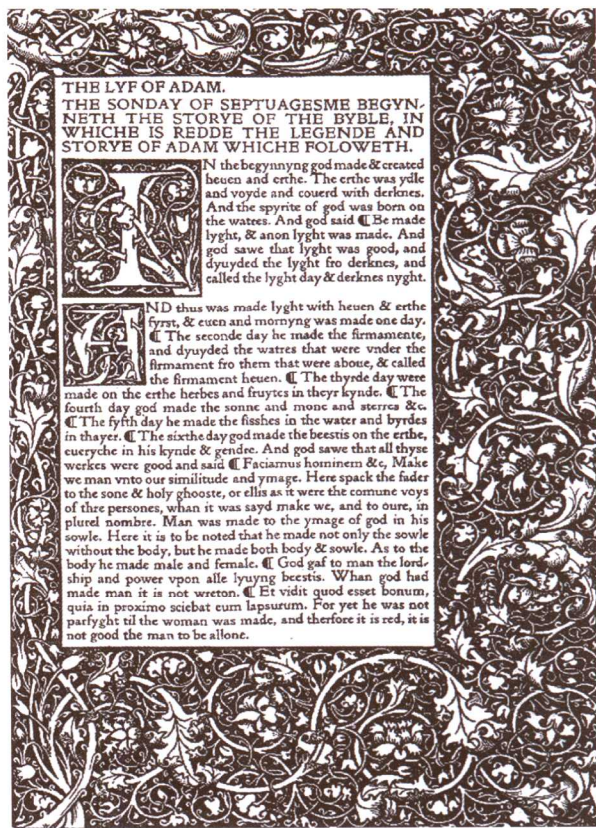 THE LYF OF ADAM.
THE SONDAY OF SEPTUAGESME BEGYN-
NETH THE STORYE OF THE BYBLE, IN
WHICHE IS REDDE THE LEGENDE AND
STORYE OF ADAM WHICHE FOLOWETH.
IN the begynnyng god made & created
heuen and erthe. The erthe was ydle
and voyde and couerd with derknes.
And the spyrite of god was born on
the watres. And god said ¶ Be made
lyght, & anon lyght was made. And
god sawe that lyght was good, and
dyuyded the lyght fro derknes, and
called the lyght day & derknes nyght.
AND thus was made lyght with heuen & erthe
fyrst, & euen and mornyng was made one day.
¶ The seconde day he made the firmamente,
and dyuyded the watres that were vnder the
firmament fro them that were aboue, & called
the firmament heuen. ¶ The thyrde day were
made on the erthe herbes and fruytes in theyr kynde. ¶ The
fourth day god made the sonne and mone and sterres &c.
¶ The fyfth day he made the fisshes in the water and byrdes
in thayer. ¶ The sixthe day god made the beestis on the erthe,
eueryche in his kynde & gendre. And god sawe that all thyse
werkes were good and said ¶ Faciamus hominem &c, Make
we man vnto our similitude and ymage. Here spack the fader
to the sone & holy ghooste, or ellis as it were the comune voys
of thre persones, whan it was sayd make we, and to oure, in
plurel nombre. Man was made to the ymage of god in his
sowle. Here it is to be noted that he made not only the sowle
without the body, but he made both body & sowle. As to the
body he made male and female. ¶ God gaf to man the lord-
ship and power vpon alle lyuyng beestis. Whan god had
made man it is not wreton. ¶ Et vidit quod esset bonum,
quia in proximo sciebat eum lapsurum. For yet he was not
parfyght til the woman was made, and therfore it is red, it is
not good the man to be allone.